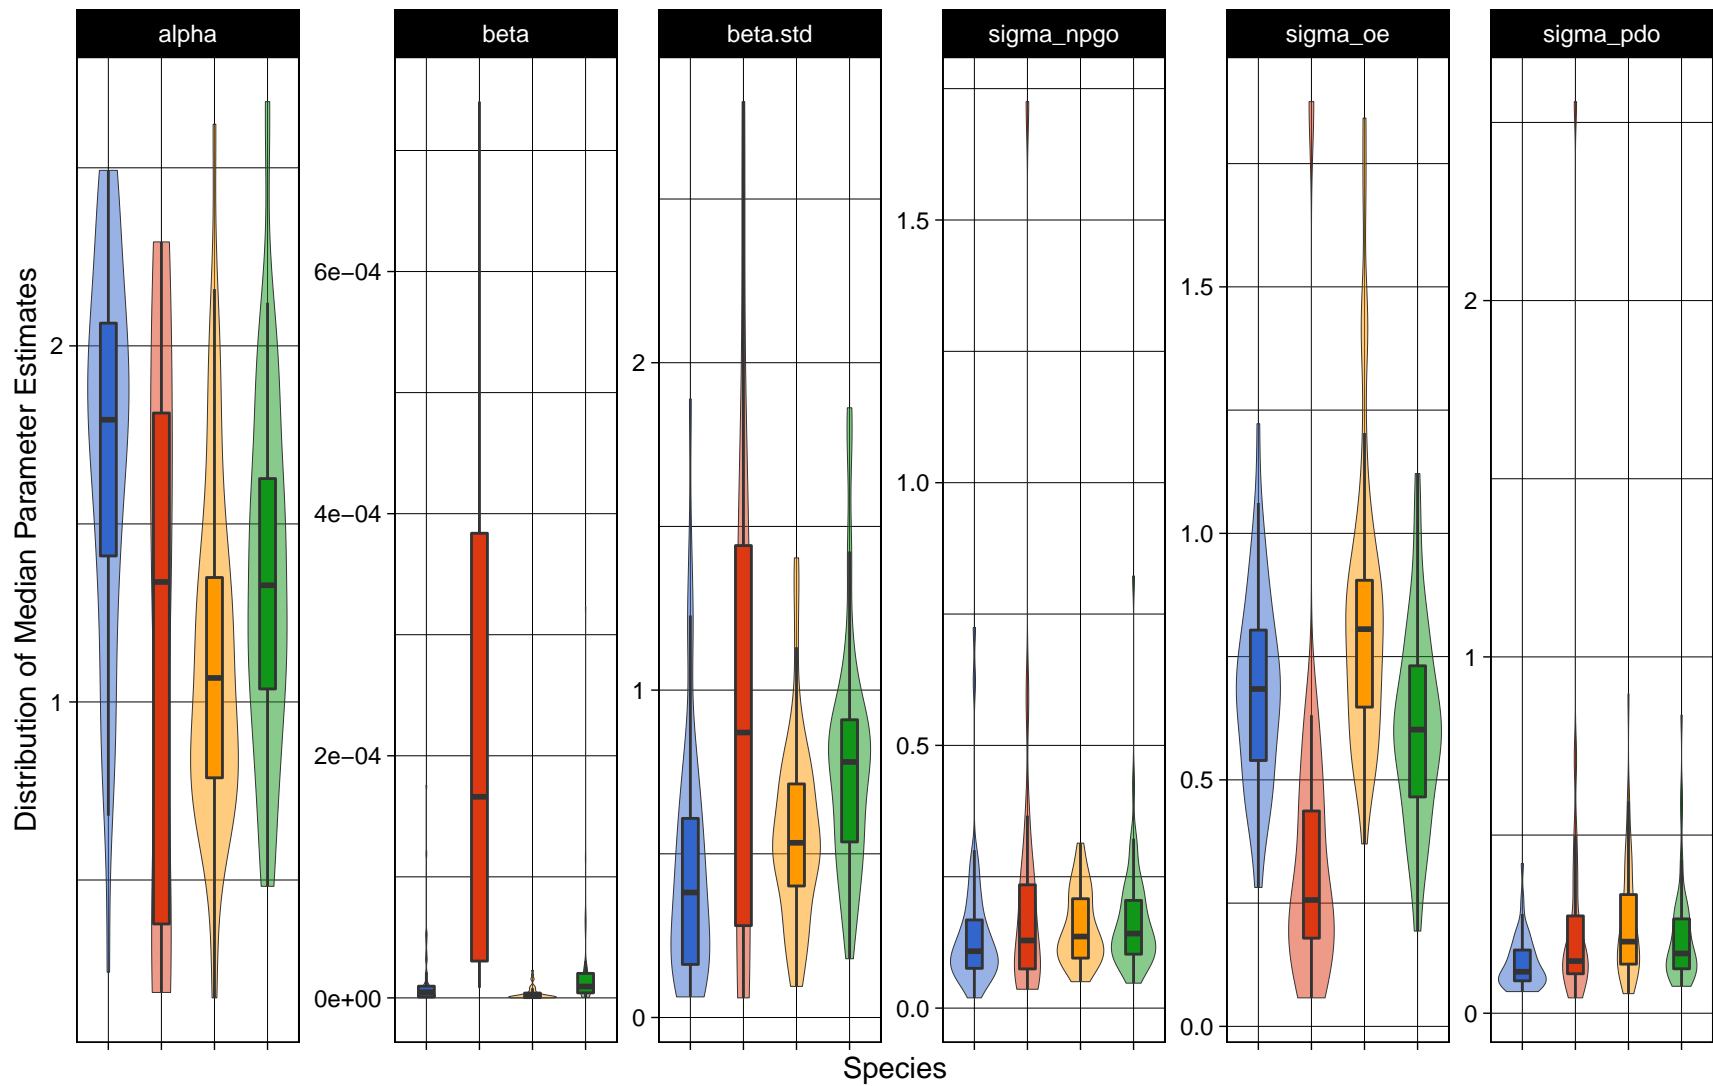 alpha
beta
beta.std
sigma_npgo
sigma_oe
sigma_pdo
Distribution of Median Parameter Estimates
2
1
6e−04
4e−04
2e−04
0e+00
2
1
0
1.5
1.0
0.5
0.0
1.5
1.0
0.5
0.0
2
1
0
Species